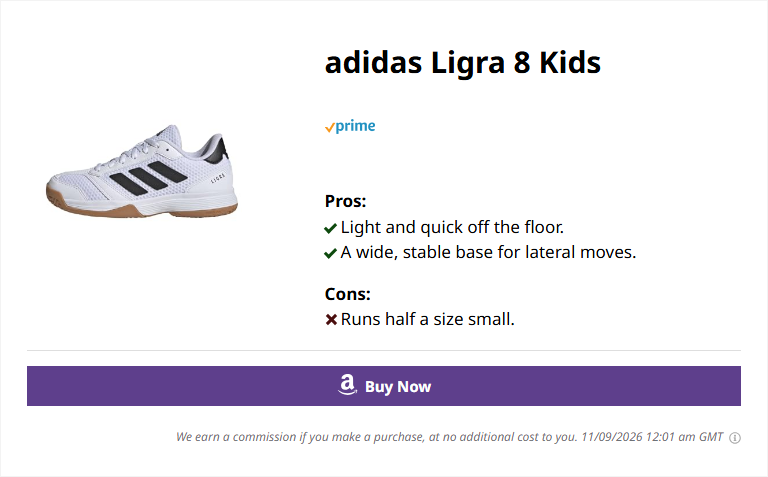 adidas Ligra 8 Kids
prime
Pros:
Light and quick off the floor.
A wide, stable base for lateral moves.
Cons:
Runs half a size small.
LIGRA
Buy Now
We earn a commission if you make a purchase, at no additional cost to you. 11/09/2026 12:01 am GMT